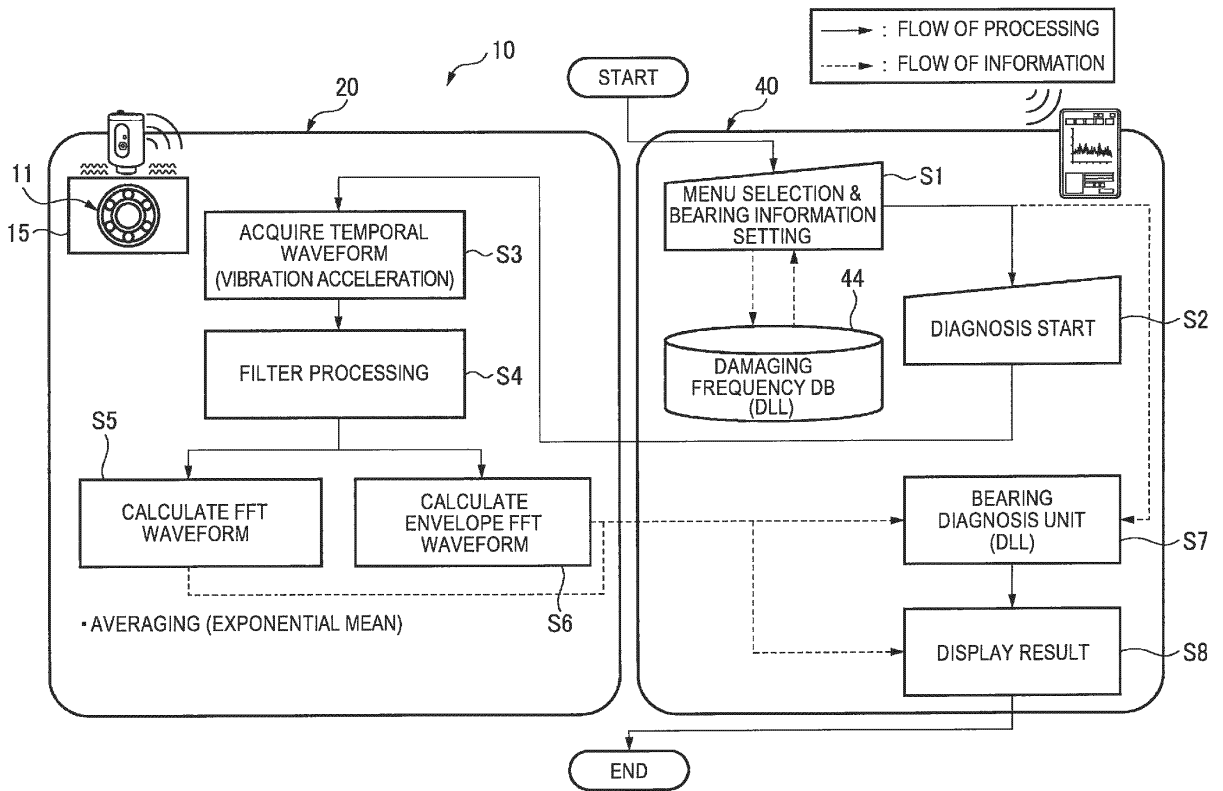 10
START
→ : FLOW OF PROCESSING
⇢ : FLOW OF INFORMATION
20
40
11
15
MENU SELECTION &
BEARING INFORMATION
SETTING
S1
ACQUIRE TEMPORAL
WAVEFORM
(VIBRATION ACCELERATION)
S3
44
DIAGNOSIS START
S2
FILTER PROCESSING
S4
DAMAGING
FREQUENCY DB
(DLL)
S5
CALCULATE FFT
WAVEFORM
CALCULATE
ENVELOPE FFT
WAVEFORM
S6
BEARING
DIAGNOSIS UNIT
(DLL)
S7
・AVERAGING (EXPONENTIAL MEAN)
DISPLAY RESULT
S8
END